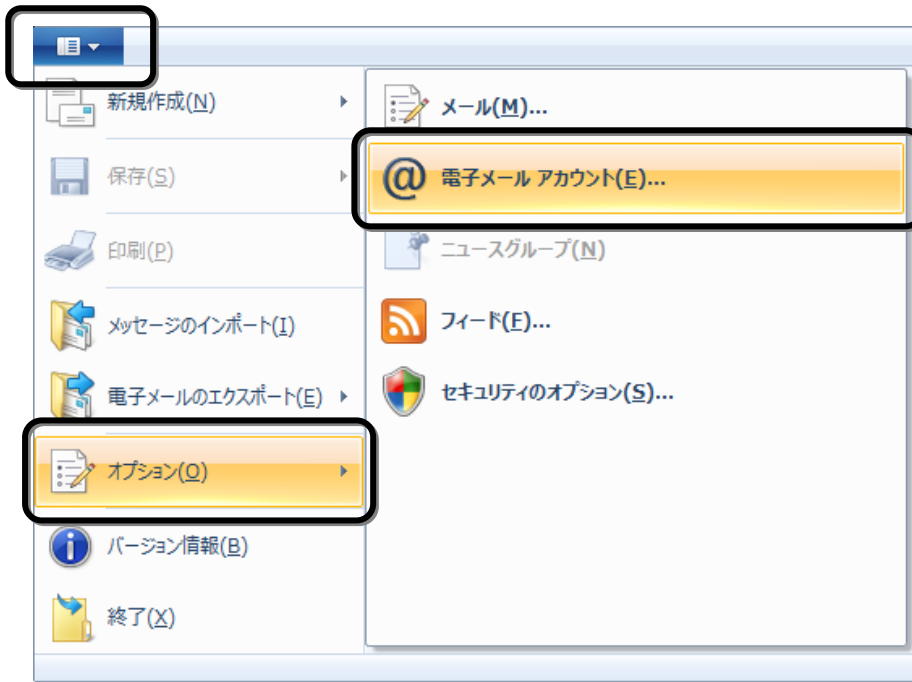 新規作成(N)
保存(S)
印刷(P)
メッセージのインポート(I)
電子メールのエクスポート(E)
オプション(O)
バージョン情報(B)
終了(X)
メール(M)...
@ 電子メール アカウント(E)...
ニュースグループ(N)
フィード(F)...
セキュリティのオプション(S)...